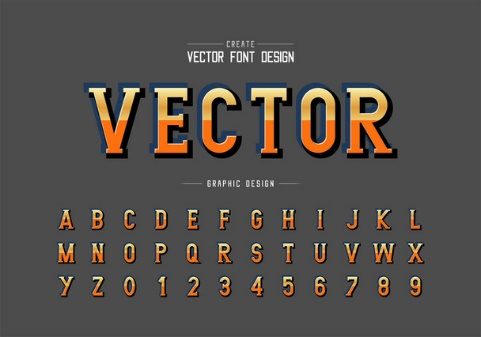 CREATE
VECTOR FONT DESIGN
VECTOR
GRAPHIC DESIGN
A B C D E F G H I J K L
M N O P Q R S T U V W X
Y Z 0 1 2 3 4 5 6 7 8 9